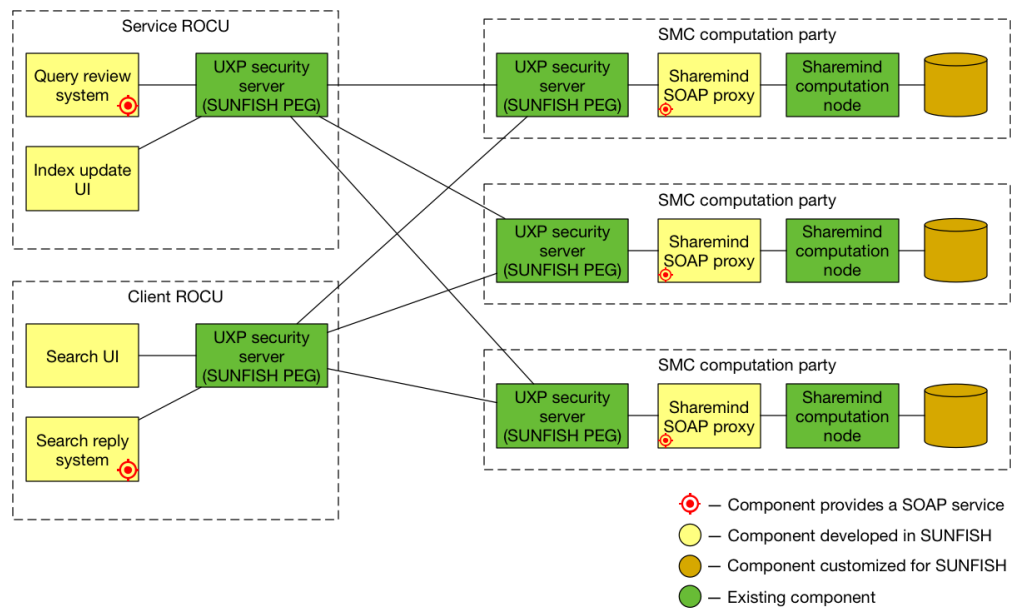 Service ROCU
Query review
system
UXP security
server
(SUNFISH PEG)
Index update
UI
Client ROCU
Search UI
UXP security
server
(SUNFISH PEG)
Search reply
system
SMC computation party
UXP security
server
(SUNFISH PEG)
Sharemind
SOAP proxy
Sharemind
computation
node
SMC computation party
UXP security
server
(SUNFISH PEG)
Sharemind
SOAP proxy
Sharemind
computation
node
SMC computation party
UXP security
server
(SUNFISH PEG)
Sharemind
SOAP proxy
Sharemind
computation
node
— Component provides a SOAP service
— Component developed in SUNFISH
— Component customized for SUNFISH
— Existing component